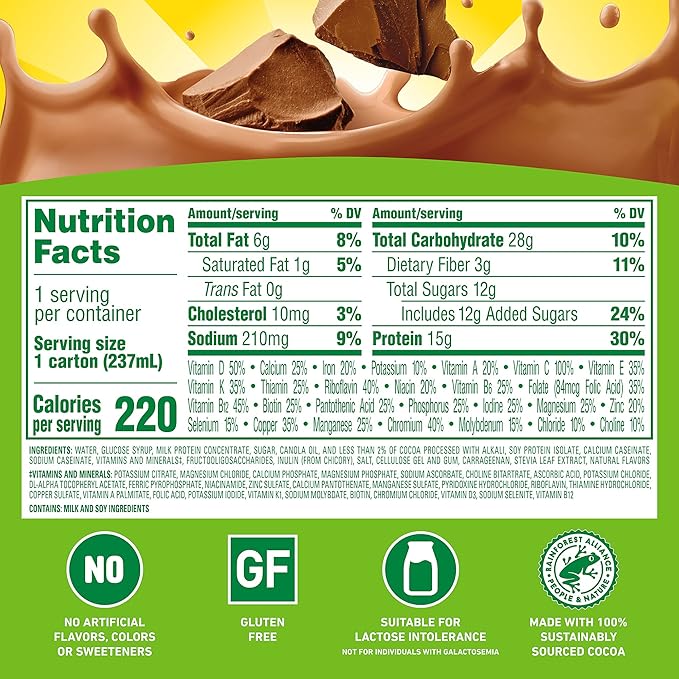 Nutrition
Facts
1 serving
per container
Serving size
1 carton (237mL)
Calories
per serving
220
Amount/serving % DV
Total Fat 6g 8%
Saturated Fat 1g 5%
Trans Fat 0g
Cholesterol 10mg 3%
Sodium 210mg 9%
Amount/serving % DV
Total Carbohydrate 28g 10%
Dietary Fiber 3g 11%
Total Sugars 12g
Includes 12g Added Sugars 24%
Protein 15g 30%
Vitamin D 50% • Calcium 25% • Iron 20% • Potassium 10% • Vitamin A 20% • Vitamin C 100% • Vitamin E 35%
Vitamin K 35% • Thiamin 25% • Riboflavin 40% • Niacin 20% • Vitamin B6 25% • Folate (84mcg Folic Acid) 35%
Vitamin B12 45% • Biotin 25% • Pantothenic Acid 25% • Phosphorus 25% • Iodine 25% • Magnesium 25% • Zinc 20%
Selenium 15% • Copper 35% • Manganese 25% • Chromium 40% • Molybdenum 15% • Chloride 10% • Choline 10%
INGREDIENTS: WATER, GLUCOSE SYRUP, MILK PROTEIN CONCENTRATE, SUGAR, CANOLA OIL, AND LESS THAN 2% OF COCOA PROCESSED WITH ALKALI, SOY PROTEIN ISOLATE, CALCIUM CASEINATE,
SODIUM CASEINATE, VITAMINS AND MINERALS‡, FRUCTOOLIGOSACCHARIDES, INULIN (FROM CHICORY), SALT, CELLULOSE GEL AND GUM, CARRAGEENAN, STEVIA LEAF EXTRACT, NATURAL FLAVORS
‡VITAMINS AND MINERALS: POTASSIUM CITRATE, MAGNESIUM CHLORIDE, CALCIUM PHOSPHATE, MAGNESIUM PHOSPHATE, SODIUM ASCORBATE, CHOLINE BITARTRATE, ASCORBIC ACID, POTASSIUM CHLORIDE,
DL-ALPHA TOCOPHERYL ACETATE, FERRIC PYROPHOSPHATE, NIACINAMIDE, ZINC SULFATE, CALCIUM PANTOTHENATE, MANGANESE SULFATE, PYRIDOXINE HYDROCHLORIDE, RIBOFLAVIN, THIAMINE HYDROCHLORIDE,
COPPER SULFATE, VITAMIN A PALMITATE, FOLIC ACID, POTASSIUM IODIDE, VITAMIN K1, SODIUM MOLYBDATE, BIOTIN, CHROMIUM CHLORIDE, VITAMIN D3, SODIUM SELENITE, VITAMIN B12
CONTAINS: MILK AND SOY INGREDIENTS
NO
NO ARTIFICIAL
FLAVORS, COLORS
OR SWEETENERS
GF
GLUTEN
FREE
SUITABLE FOR
LACTOSE INTOLERANCE
NOT FOR INDIVIDUALS WITH GALACTOSEMIA
RAINFOREST ALLIANCE
PEOPLE & NATURE
MADE WITH 100%
SUSTAINABLY
SOURCED COCOA